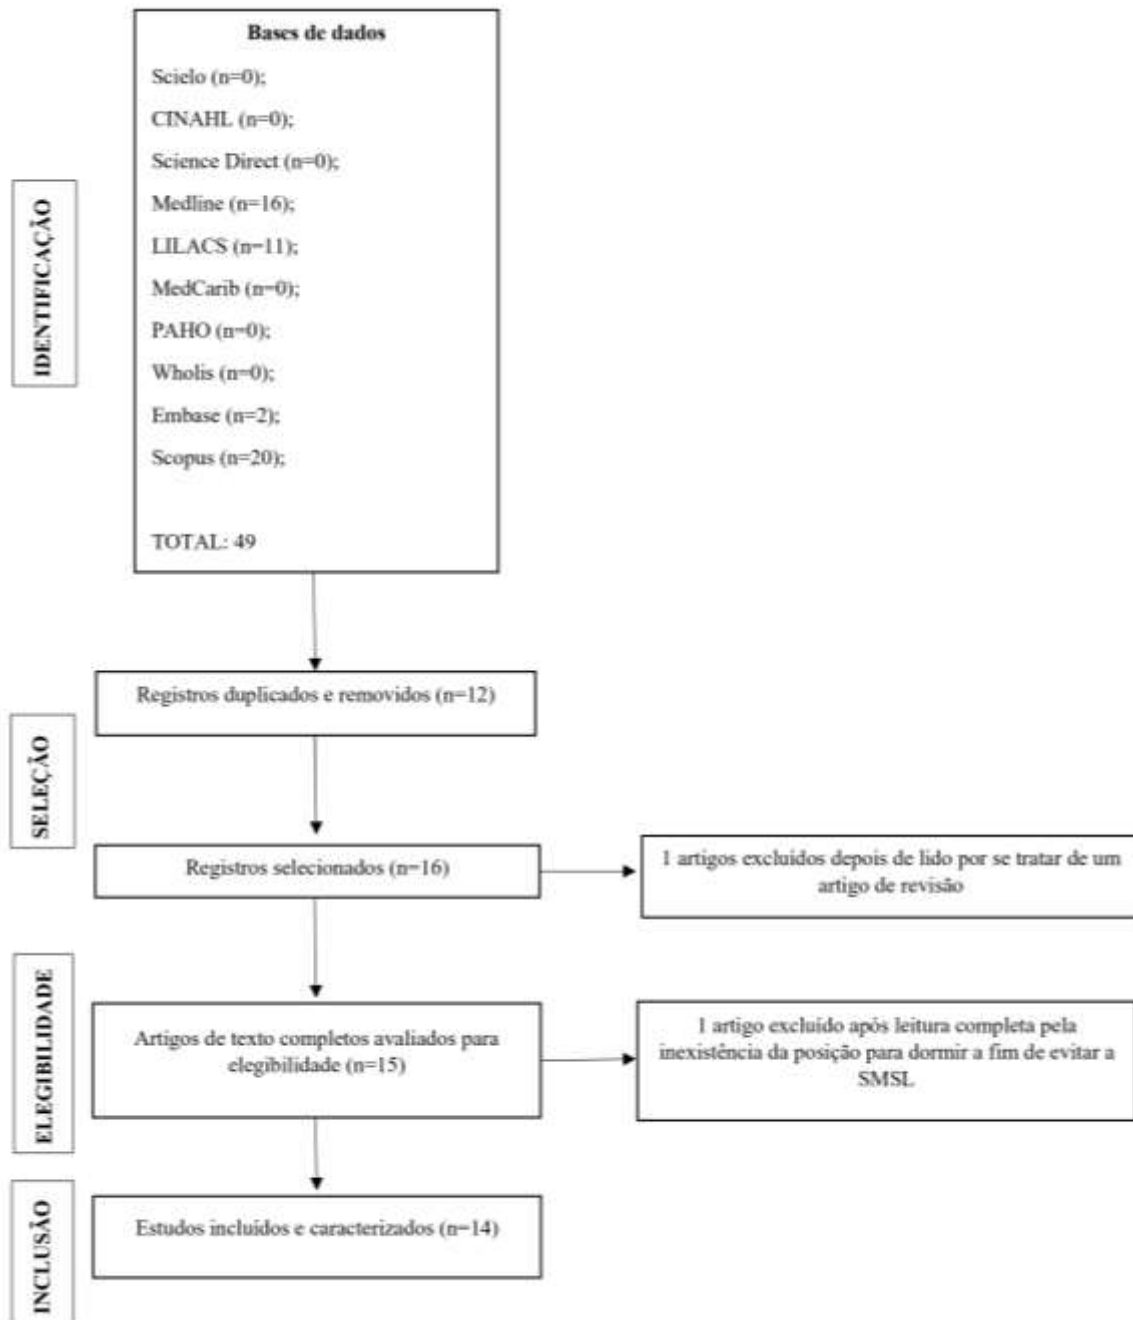 Bases de dados
Scielo (n=0);
CINAHL (n=0);
Science Direct (n=0);
IDENTIFICAÇÃO
Medline (n=16);
LILACS (n=11);
MedCarib (n=0);
PAHO (n=0);
Wholis (n=0);
Embase (n=2);
Scopus (n=20);
TOTAL: 49
Registros duplicados e removidos (n=12)
SELEÇÃO
Registros selecionados (n=16)
1 artigos excluídos depois de lido por se tratar de um
artigo de revisão
ELEGIBILIDADE
Artigos de texto completos avaliados para
elegibilidade (n=15)
1 artigo excluído após leitura completa pela
inexistência da posição para dormir a fim de evitar a
SMSL
INCLUSÃO
Estudos incluídos e caracterizados (n=14)